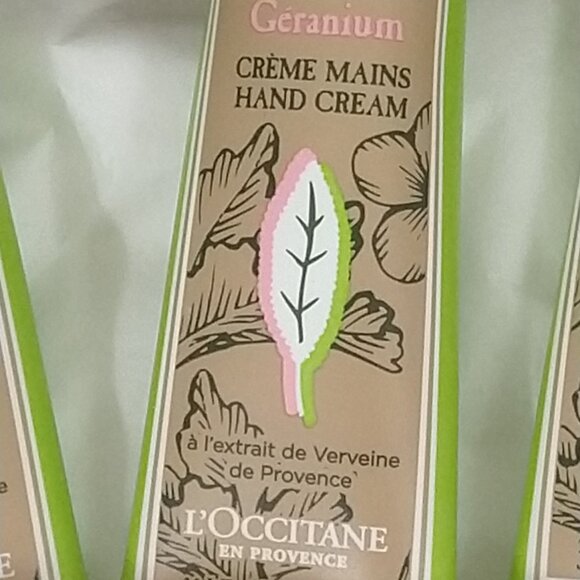 Géranium
CRÈME MAINS
HAND CREAM
à l'extrait de Verveine
de Provence
L'OCCITANE
EN PROVENCE
e
E